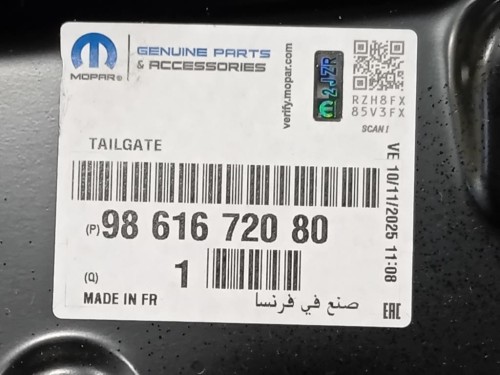 MOPAR®
GENUINE PARTS
& ACCESSORIES
verify.mopar.com
2JZR
RZH8FX
85V3FX
SCAN!
TAILGATE
VE 10/11/2025 11:08
(P) 98 616 720 80
(Q) 1
MADE IN FR
صنع في فرنسا
EAC